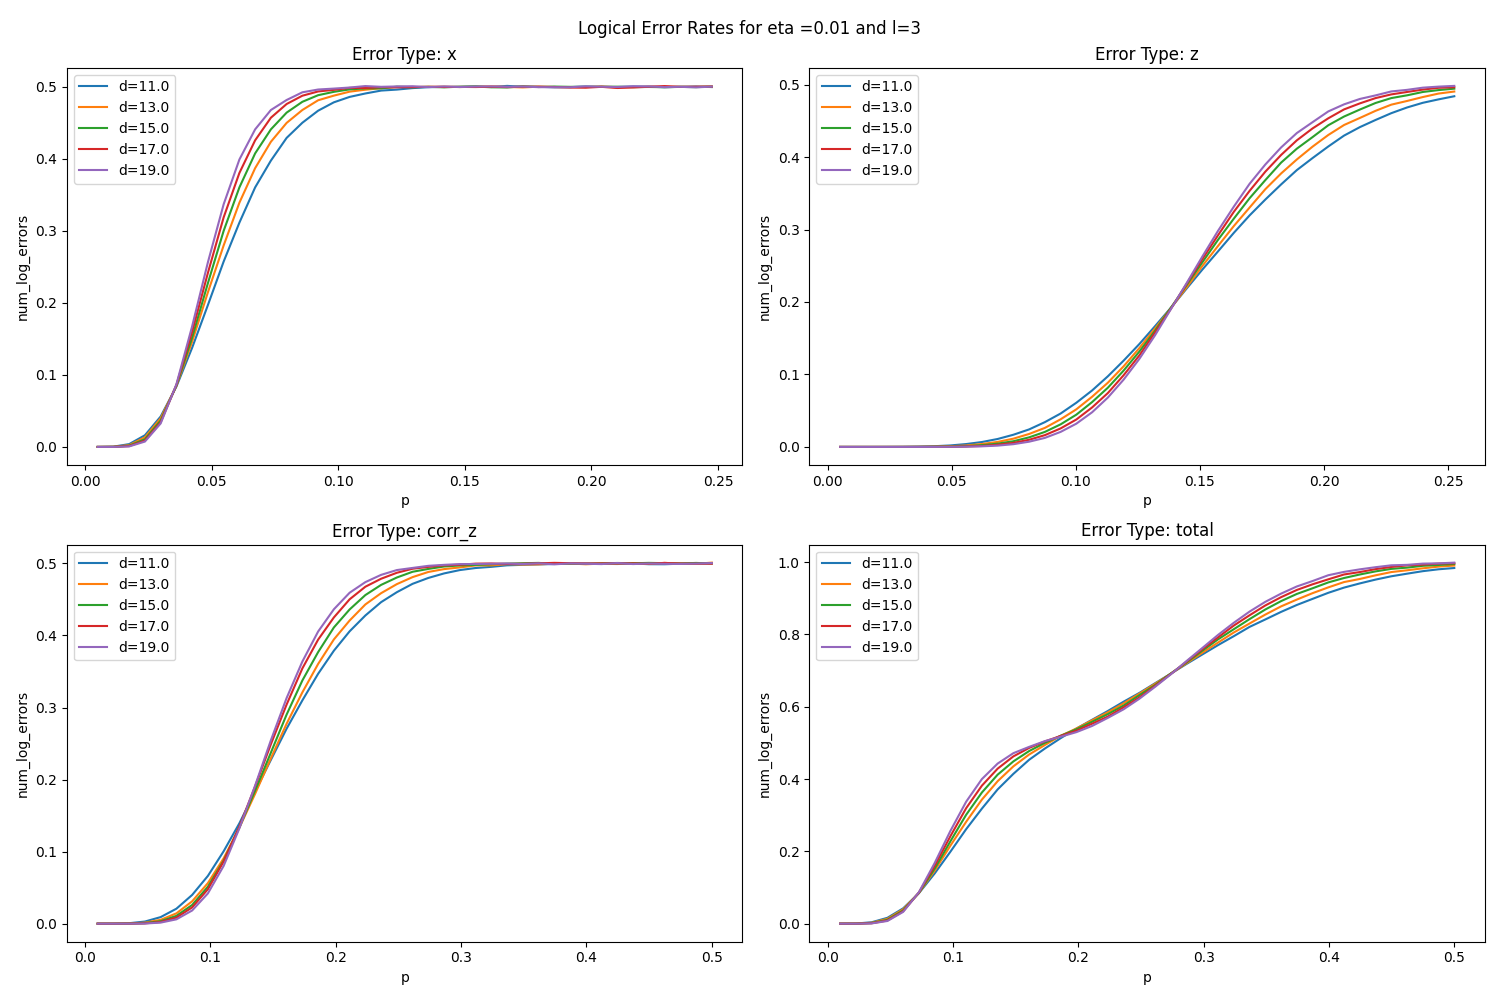 Logical Error Rates for eta =0.01 and l=3
Error Type: x
d=11.0
d=13.0
d=15.0
d=17.0
d=19.0
num_log_errors
0.5
0.4
0.3
0.2
0.1
0.0
0.00
0.05
0.10
0.15
0.20
0.25
p
Error Type: z
d=11.0
d=13.0
d=15.0
d=17.0
d=19.0
num_log_errors
0.5
0.4
0.3
0.2
0.1
0.0
0.00
0.05
0.10
0.15
0.20
0.25
p
Error Type: corr_z
d=11.0
d=13.0
d=15.0
d=17.0
d=19.0
num_log_errors
0.5
0.4
0.3
0.2
0.1
0.0
0.0
0.1
0.2
0.3
0.4
0.5
p
Error Type: total
d=11.0
d=13.0
d=15.0
d=17.0
d=19.0
num_log_errors
1.0
0.8
0.6
0.4
0.2
0.0
0.0
0.1
0.2
0.3
0.4
0.5
p